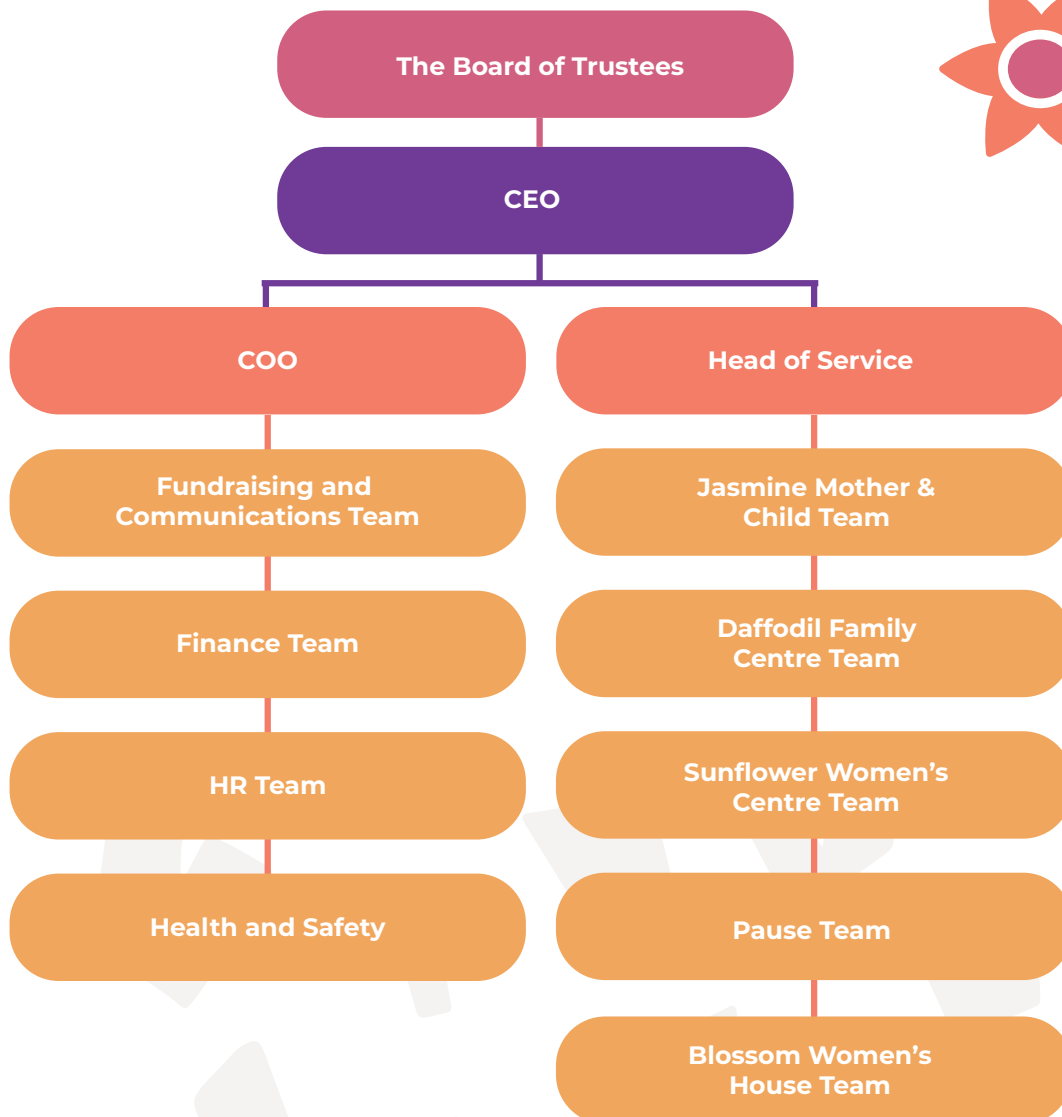 The Board of Trustees
CEO
COO
Head of Service
Fundraising and
Communications Team
Jasmine Mother &
Child Team
Finance Team
Daffodil Family
Centre Team
HR Team
Sunflower Women’s
Centre Team
Health and Safety
Pause Team
Blossom Women’s
House Team